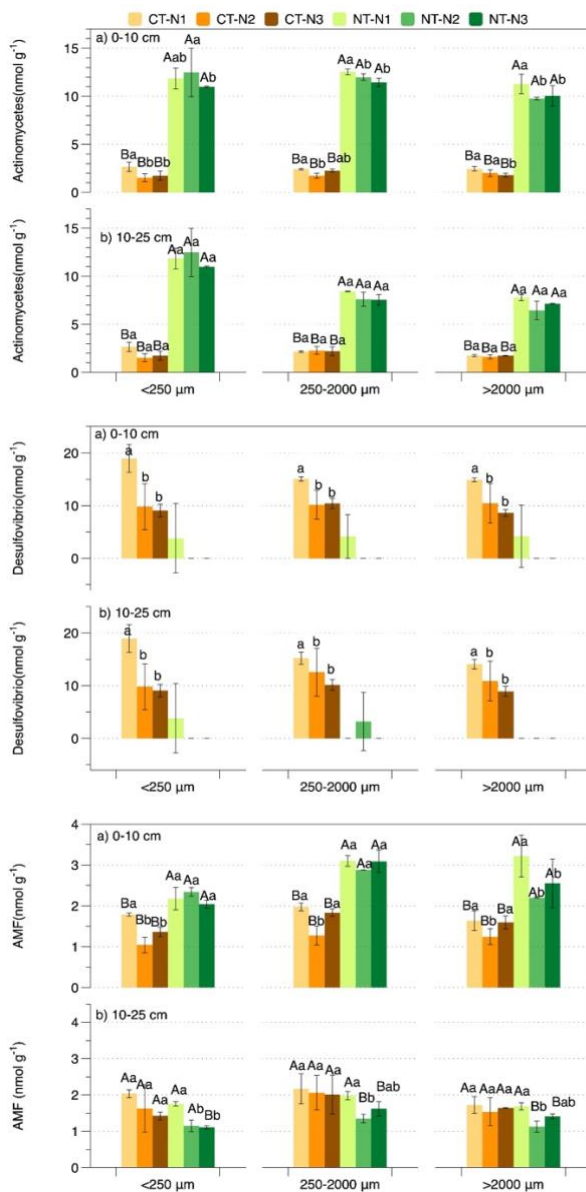 CT-N1 CT-N2 CT-N3 NT-N1 NT-N2 NT-N3
a) 0-10 cm
Actinomycetes(nmol g⁻¹)
15
10
5
0
Ba Bb Bb Aab Aa Ab
Ba Bb Bab Aa Ab Ab
Ba Ba Bb Aa Ab Ab
b) 10-25 cm
Actinomycetes(nmol g⁻¹)
15
10
5
0
Ba Ba Ba Aa Aa Aa
Ba Ba Ba Aa Aa Aa
Ba Ba Ba Aa Aa Aa
<250 µm 250-2000 µm >2000 µm
a) 0-10 cm
Desulfovibrio(nmol g⁻¹)
20
10
0
a b b
a b b
a b b
b) 10-25 cm
Desulfovibrio(nmol g⁻¹)
20
10
0
a b b
a b b
a b b
<250 µm 250-2000 µm >2000 µm
a) 0-10 cm
AMF(nmol g⁻¹)
4
3
2
1
0
Ba Bb Bb Aa Aa Aa
Ba Bb Ba Aa Aa Aa
Ba Bb Ba Aa Ab Ab
b) 10-25 cm
AMF (nmol g⁻¹)
4
3
2
1
0
Aa Aa Aa Aa Ab Bb
Aa Aa Aa Aa Bb Bab
Aa Aa Aa Aa Bb Bab
<250 µm 250-2000 µm >2000 µm